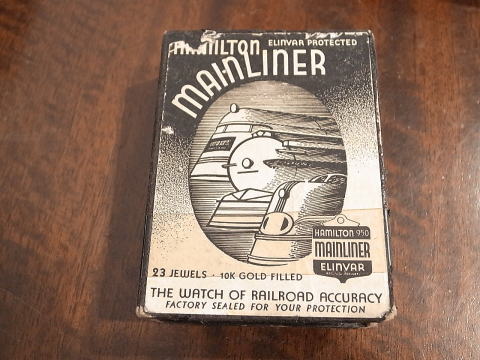 HAMILTON ELINVAR PROTECTED
MAINLINER
HAMILTON 950
MAINLINER
ELINVAR
23 JEWELS · 10K GOLD FILLED
THE WATCH OF RAILROAD ACCURACY
FACTORY SEALED FOR YOUR PROTECTION